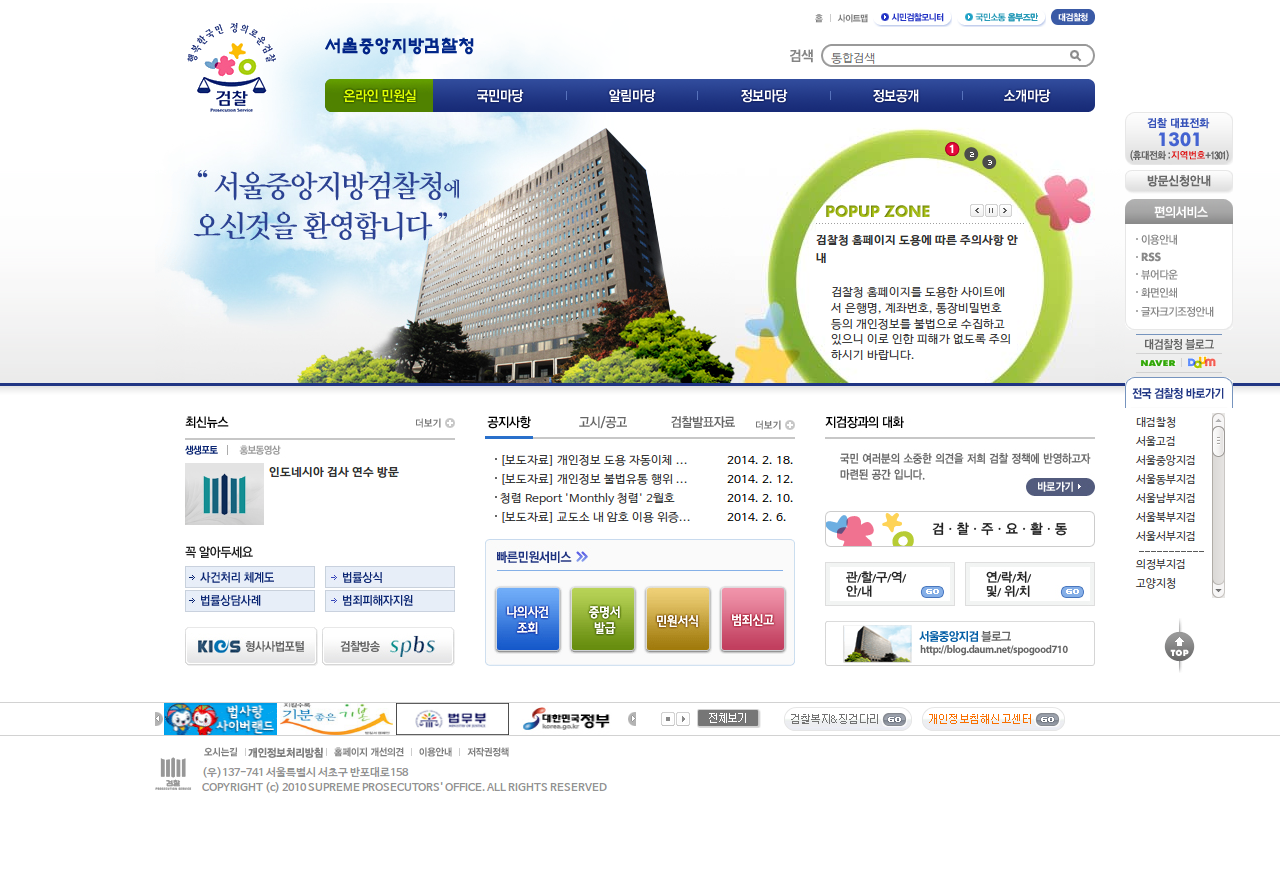 홈 사이트맵 시민검찰모니터 국민소통 옴부즈만 대검찰청
행복한국민 정의로운검찰
검찰
Prosecution Service
서울중앙지방검찰청
검색 통합검색
온라인 민원실 국민마당 알림마당 정보마당 정보공개 소개마당
“ 서울중앙지방검찰청에
오신것을 환영합니다 ”
1 2 3
POPUP ZONE
검찰청 홈페이지 도용에 따른 주의사항 안
내
검찰청 홈페이지를 도용한 사이트에
서 은행명, 계좌번호, 통장비밀번호
등의 개인정보를 불법으로 수집하고
있으니 이로 인한 피해가 없도록 주의
하시기 바랍니다.
검찰 대표전화
1301
(휴대전화 :지역번호+1301)
방문신청안내
편의서비스
· 이용안내
· RSS
· 뷰어다운
· 화면인쇄
· 글자크기조정안내
대검찰청 블로그
NAVER Daum
전국 검찰청 바로가기
대검찰청
서울고검
서울중앙지검
서울동부지검
서울남부지검
서울북부지검
서울서부지검
------------
의정부지검
고양지청
TOP
최신뉴스 더보기
생생포토 홍보동영상
인도네시아 검사 연수 방문
꼭 알아두세요
사건처리 체계도 법률상식
법률상담사례 범죄피해자지원
KICS 형사사법포털 검찰방송 spbs
공지사항 고시/공고 검찰발표자료 더보기
· [보도자료] 개인정보 도용 자동이체 ... 2014. 2. 18.
· [보도자료] 개인정보 불법유통 행위 ... 2014. 2. 12.
· 청렴 Report 'Monthly 청렴' 2월호 2014. 2. 10.
· [보도자료] 교도소 내 암호 이용 위증... 2014. 2. 6.
빠른민원서비스
나의사건
조회
증명서
발급
민원서식
범죄신고
지검장과의 대화
국민 여러분의 소중한 의견을 저희 검찰 정책에 반영하고자
마련된 공간 입니다.
바로가기
검·찰·주·요·활·동
관/할/구/역/
안/내 GO
연/락/처/
및/ 위/치 GO
서울중앙지검 블로그
http://blog.daum.net/spogood710
법사랑
사이버랜드
기분좋은 기본
법무부
MINISTRY OF JUSTICE
대한민국정부
korea.go.kr
전체보기
검찰복지&징검다리 GO
개인정보침해신고센터 GO
오시는길 개인정보처리방침 홈페이지 개선의견 이용안내 저작권정책
검찰
PROSECUTION SERVICE
(우)137-741 서울특별시 서초구 반포대로158
COPYRIGHT (c) 2010 SUPREME PROSECUTORS' OFFICE. ALL RIGHTS RESERVED